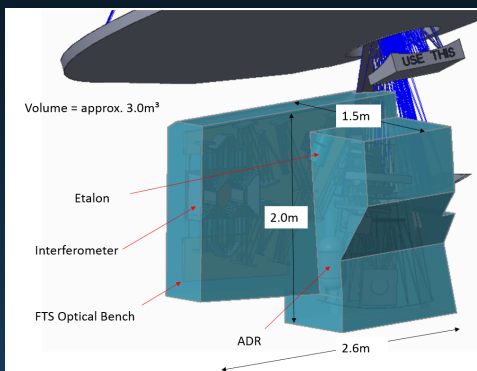 USE THIS
Volume = approx. 3.0m³
1.5m
Etalon
2.0m
Interferometer
FTS Optical Bench
ADR
2.6m